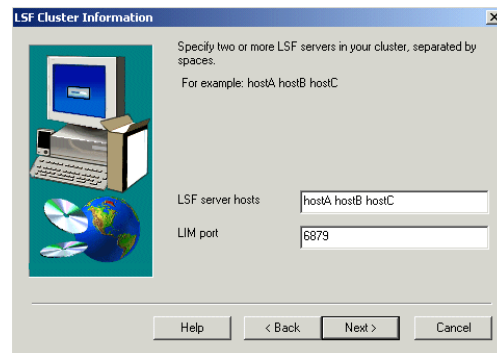 LSF Cluster Information
Specify two or more LSF servers in your cluster, separated by
spaces.
For example: hostA hostB hostC
LSF server hosts
hostA hostB hostC
LIM port
6879
Help
< Back
Next >
Cancel